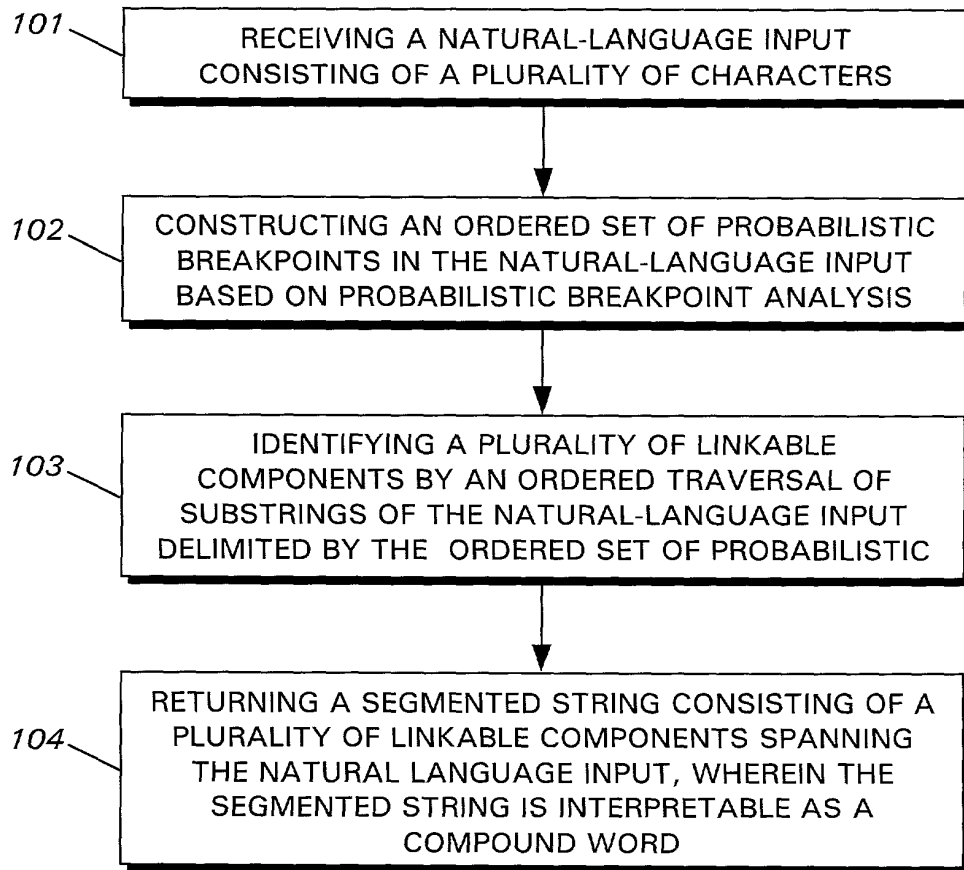 101
RECEIVING A NATURAL-LANGUAGE INPUT
CONSISTING OF A PLURALITY OF CHARACTERS
102
CONSTRUCTING AN ORDERED SET OF PROBABILISTIC
BREAKPOINTS IN THE NATURAL-LANGUAGE INPUT
BASED ON PROBABILISTIC BREAKPOINT ANALYSIS
103
IDENTIFYING A PLURALITY OF LINKABLE
COMPONENTS BY AN ORDERED TRAVERSAL OF
SUBSTRINGS OF THE NATURAL-LANGUAGE INPUT
DELIMITED BY THE ORDERED SET OF PROBABILISTIC
104
RETURNING A SEGMENTED STRING CONSISTING OF A
PLURALITY OF LINKABLE COMPONENTS SPANNING
THE NATURAL LANGUAGE INPUT, WHEREIN THE
SEGMENTED STRING IS INTERPRETABLE AS A
COMPOUND WORD